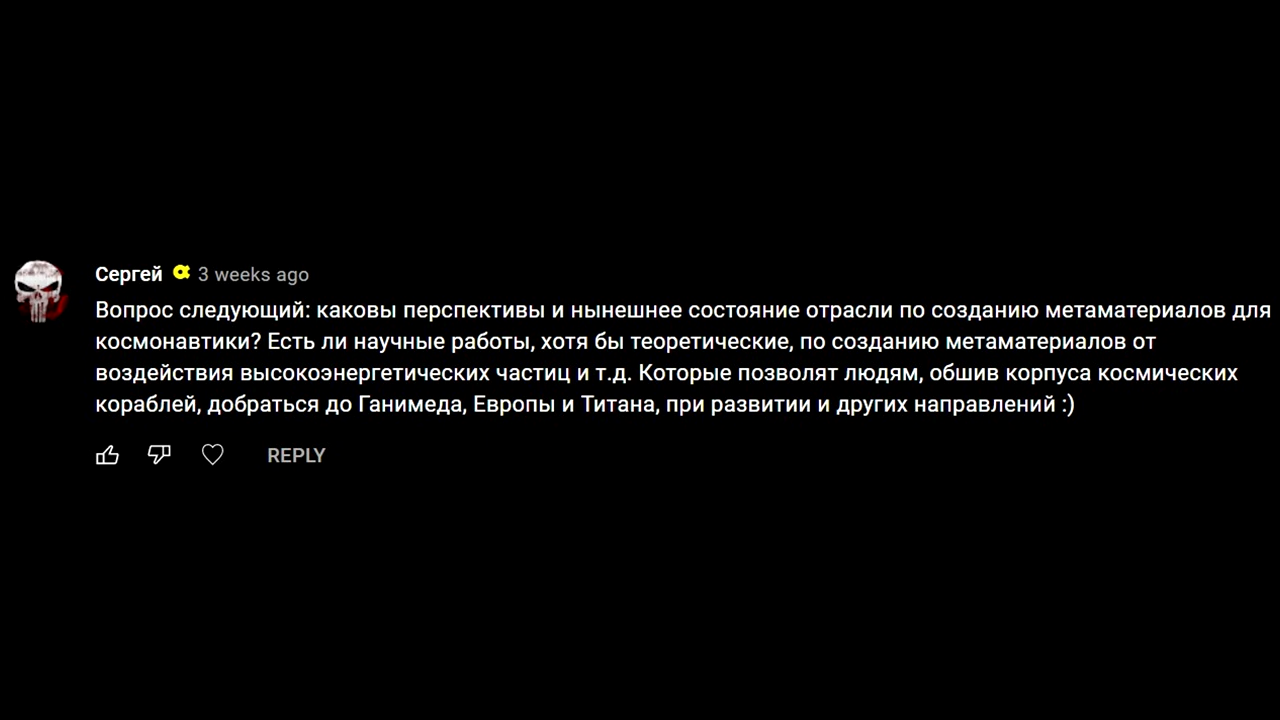 Сергей 3 weeks ago
Вопрос следующий: каковы перспективы и нынешнее состояние отрасли по созданию метаматериалов для
космонавтики? Есть ли научные работы, хотя бы теоретические, по созданию метаматериалов от
воздействия высокоэнергетических частиц и т.д. Которые позволят людям, обшив корпуса космических
кораблей, добраться до Ганимеда, Европы и Титана, при развитии и других направлений :)
REPLY